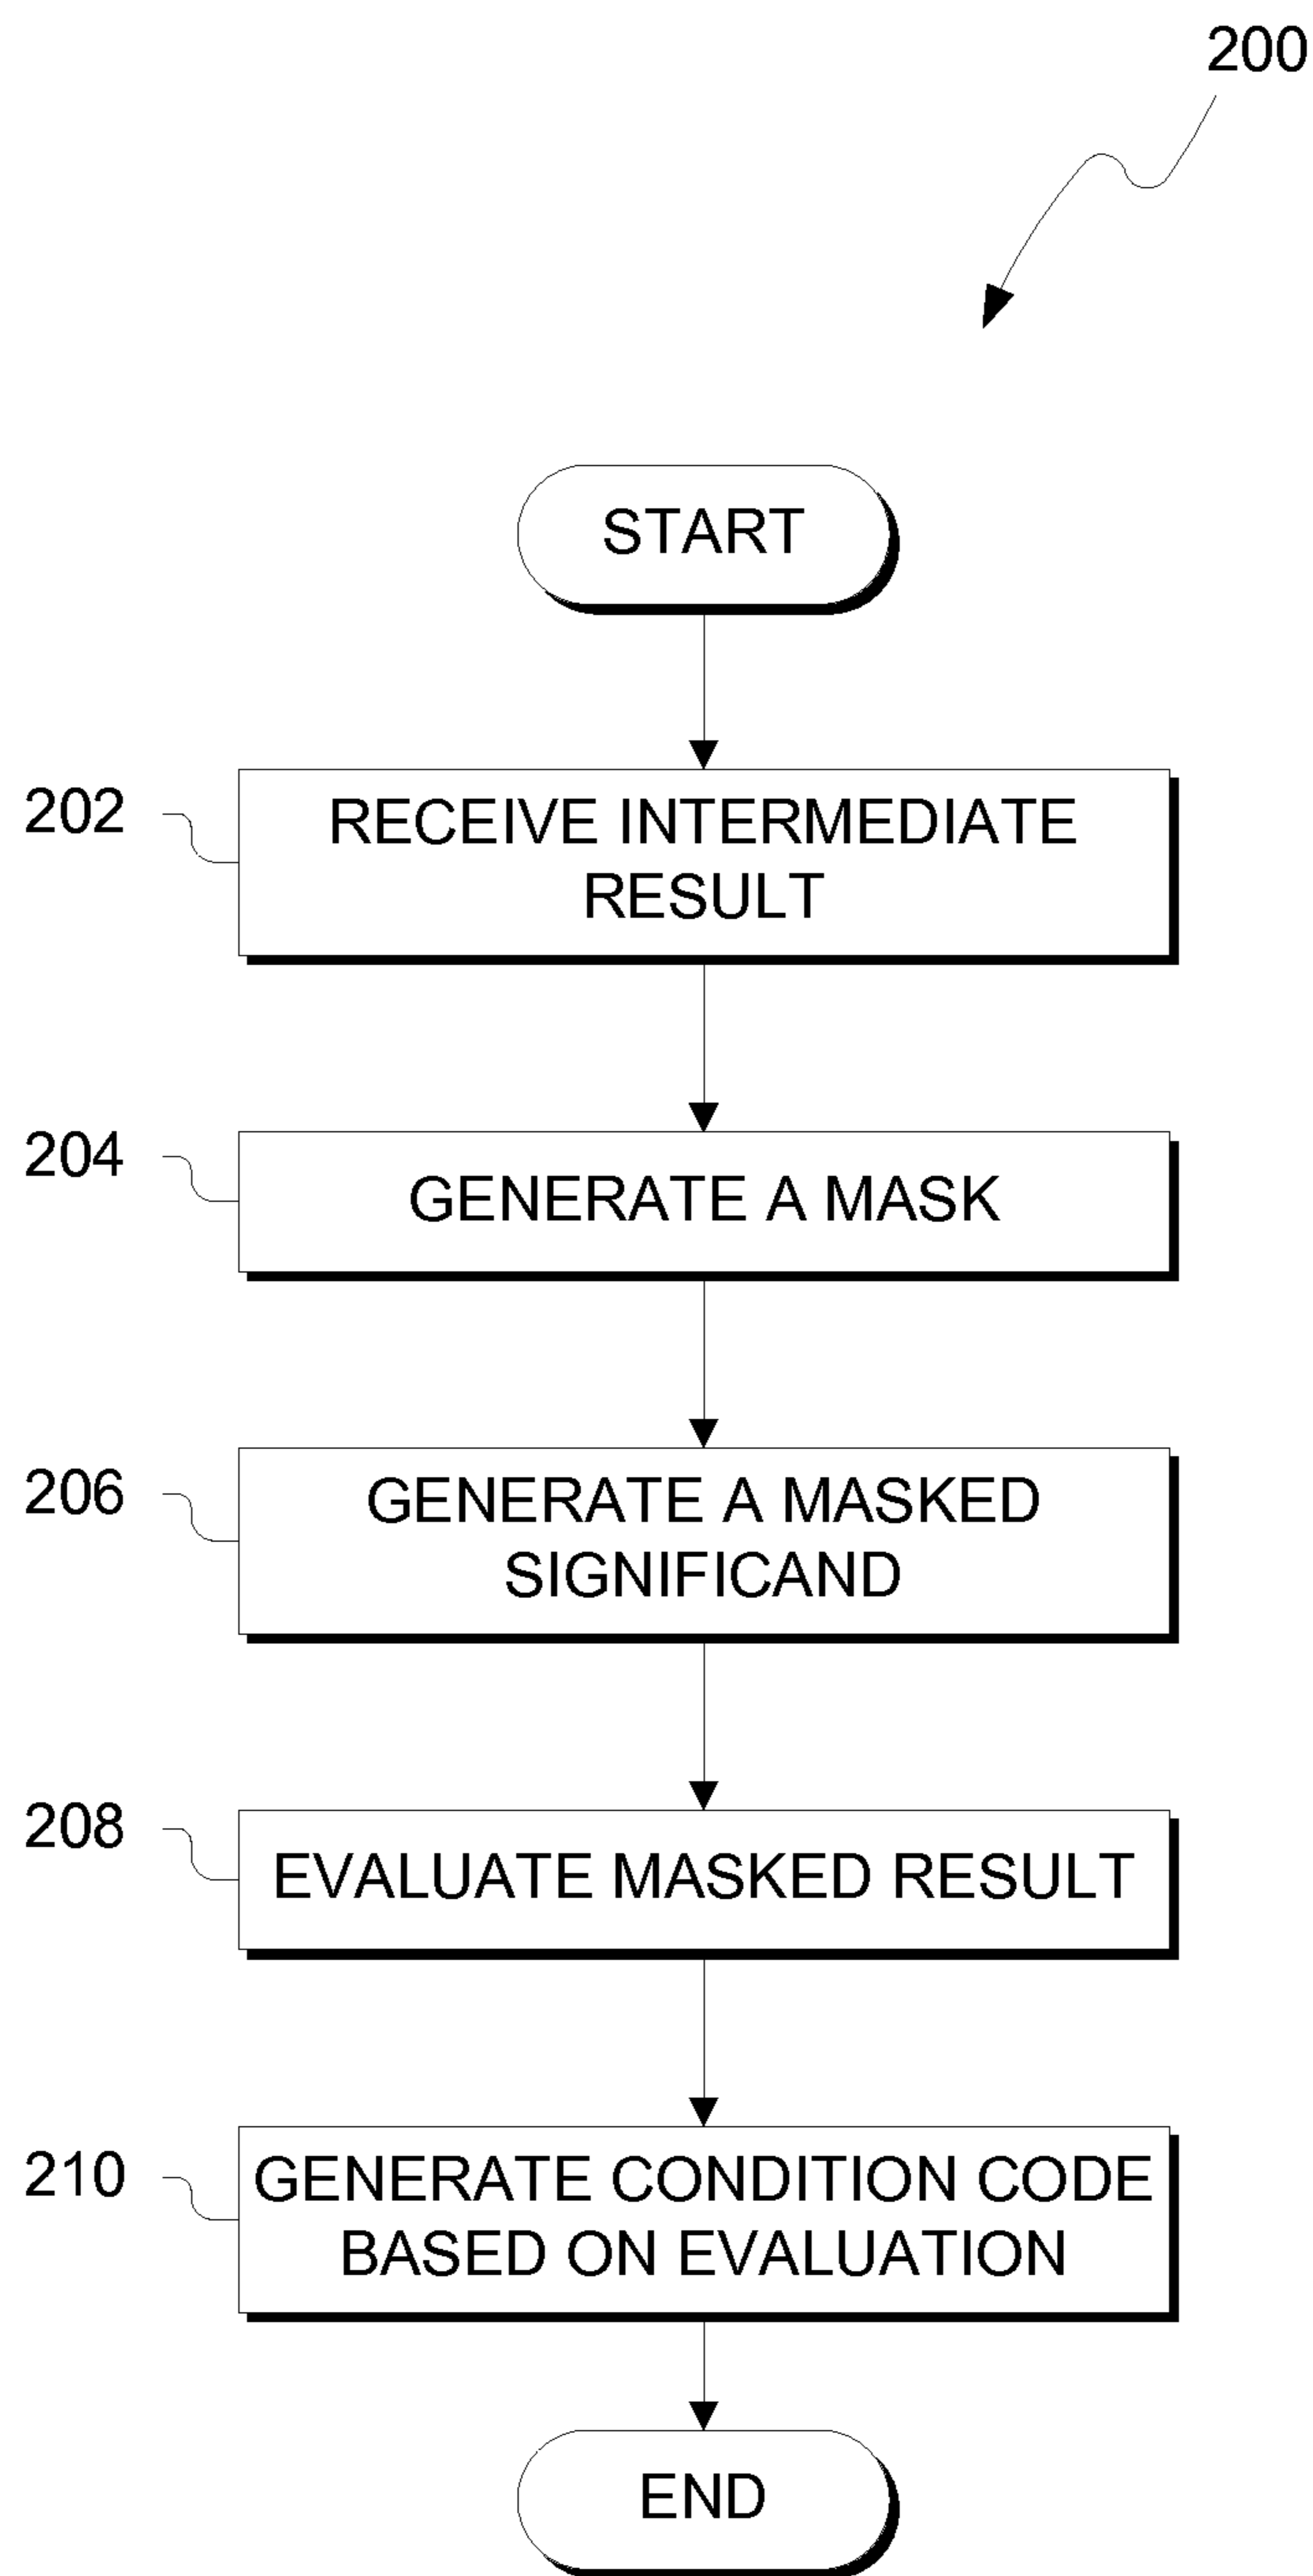 200
START
202
RECEIVE INTERMEDIATE
RESULT
204
GENERATE A MASK
206
GENERATE A MASKED
SIGNIFICAND
208
EVALUATE MASKED RESULT
210
GENERATE CONDITION CODE
BASED ON EVALUATION
END